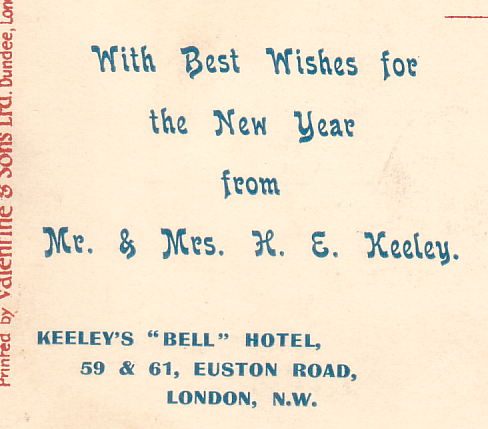 With Best Wishes for
the New Year
from
Mr. & Mrs. H. E. Keeley.
KEELEY'S "BELL" HOTEL,
59 & 61, EUSTON ROAD,
LONDON, N.W.
Printed by Valentine & Sons Ltd. Dundee,